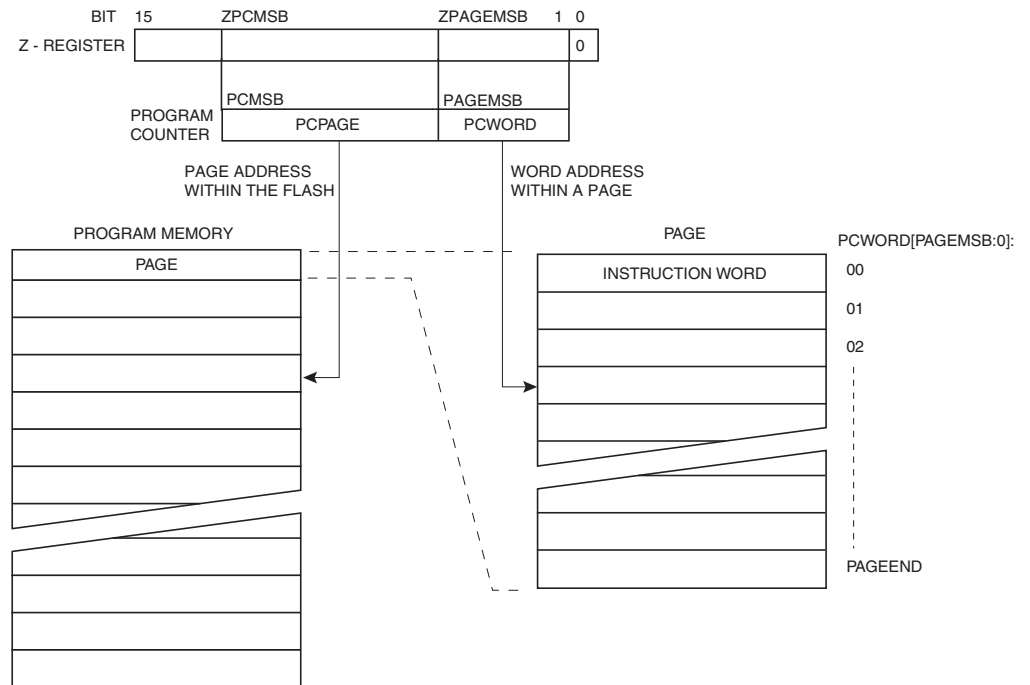 BIT 15 ZPCMSB ZPAGEMSB 1 0
Z - REGISTER 0
PCMSB PAGEMSB
PROGRAM
COUNTER
PCPAGE PCWORD
PAGE ADDRESS
WITHIN THE FLASH
WORD ADDRESS
WITHIN A PAGE
PROGRAM MEMORY
PAGE
PAGE
PCWORD[PAGEMSB:0]:
INSTRUCTION WORD 00
01
02
PAGEEND